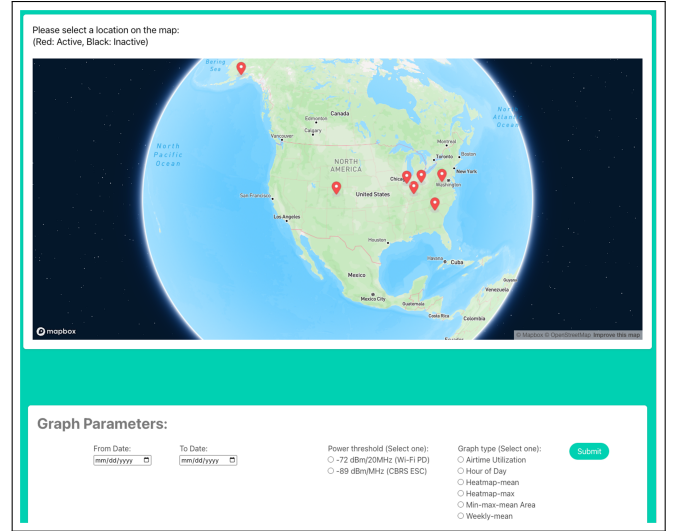 Please select a location on the map:
(Red: Active, Black: Inactive)
Bering
Sea
Canada
Edmonton
Calgary
Vancouver
North
Pacific
Ocean
North
Atlantic
Ocean
Montreal
Toronto
Boston
New York
Washington
NORTH
AMERICA
United States
San Francisco
Los Angeles
Houston
Havana
Cuba
Mexico
Mexico City
Guatemala
Costa Rica
Venezuela
Colombia
mapbox
© Mapbox © OpenStreetMap Improve this map
Graph Parameters:
From Date:
To Date:
Power threshold (Select one):
Graph type (Select one):
Submit
mm/dd/yyyy
mm/dd/yyyy
-72 dBm/20MHz (Wi-Fi PD)
-89 dBm/MHz (CBRS ESC)
Airtime Utilization
Hour of Day
Heatmap-mean
Heatmap-max
Min-max-mean Area
Weekly-mean